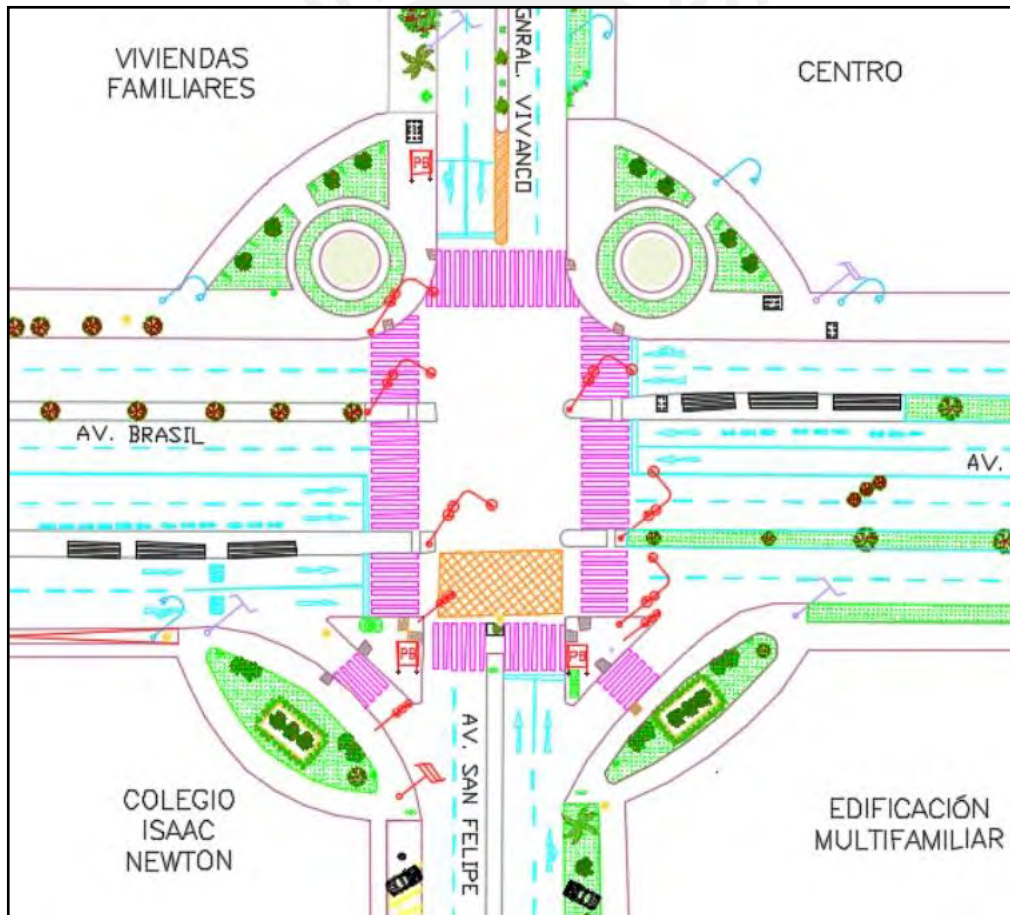 VIVIENDAS
FAMILIARES
GNRAL. VIVANCO
CENTRO
PB
AV. BRASIL
AV.
PB
PB
AV. SAN FELIPE
COLEGIO
ISAAC
NEWTON
EDIFICACIÓN
MULTIFAMILIAR